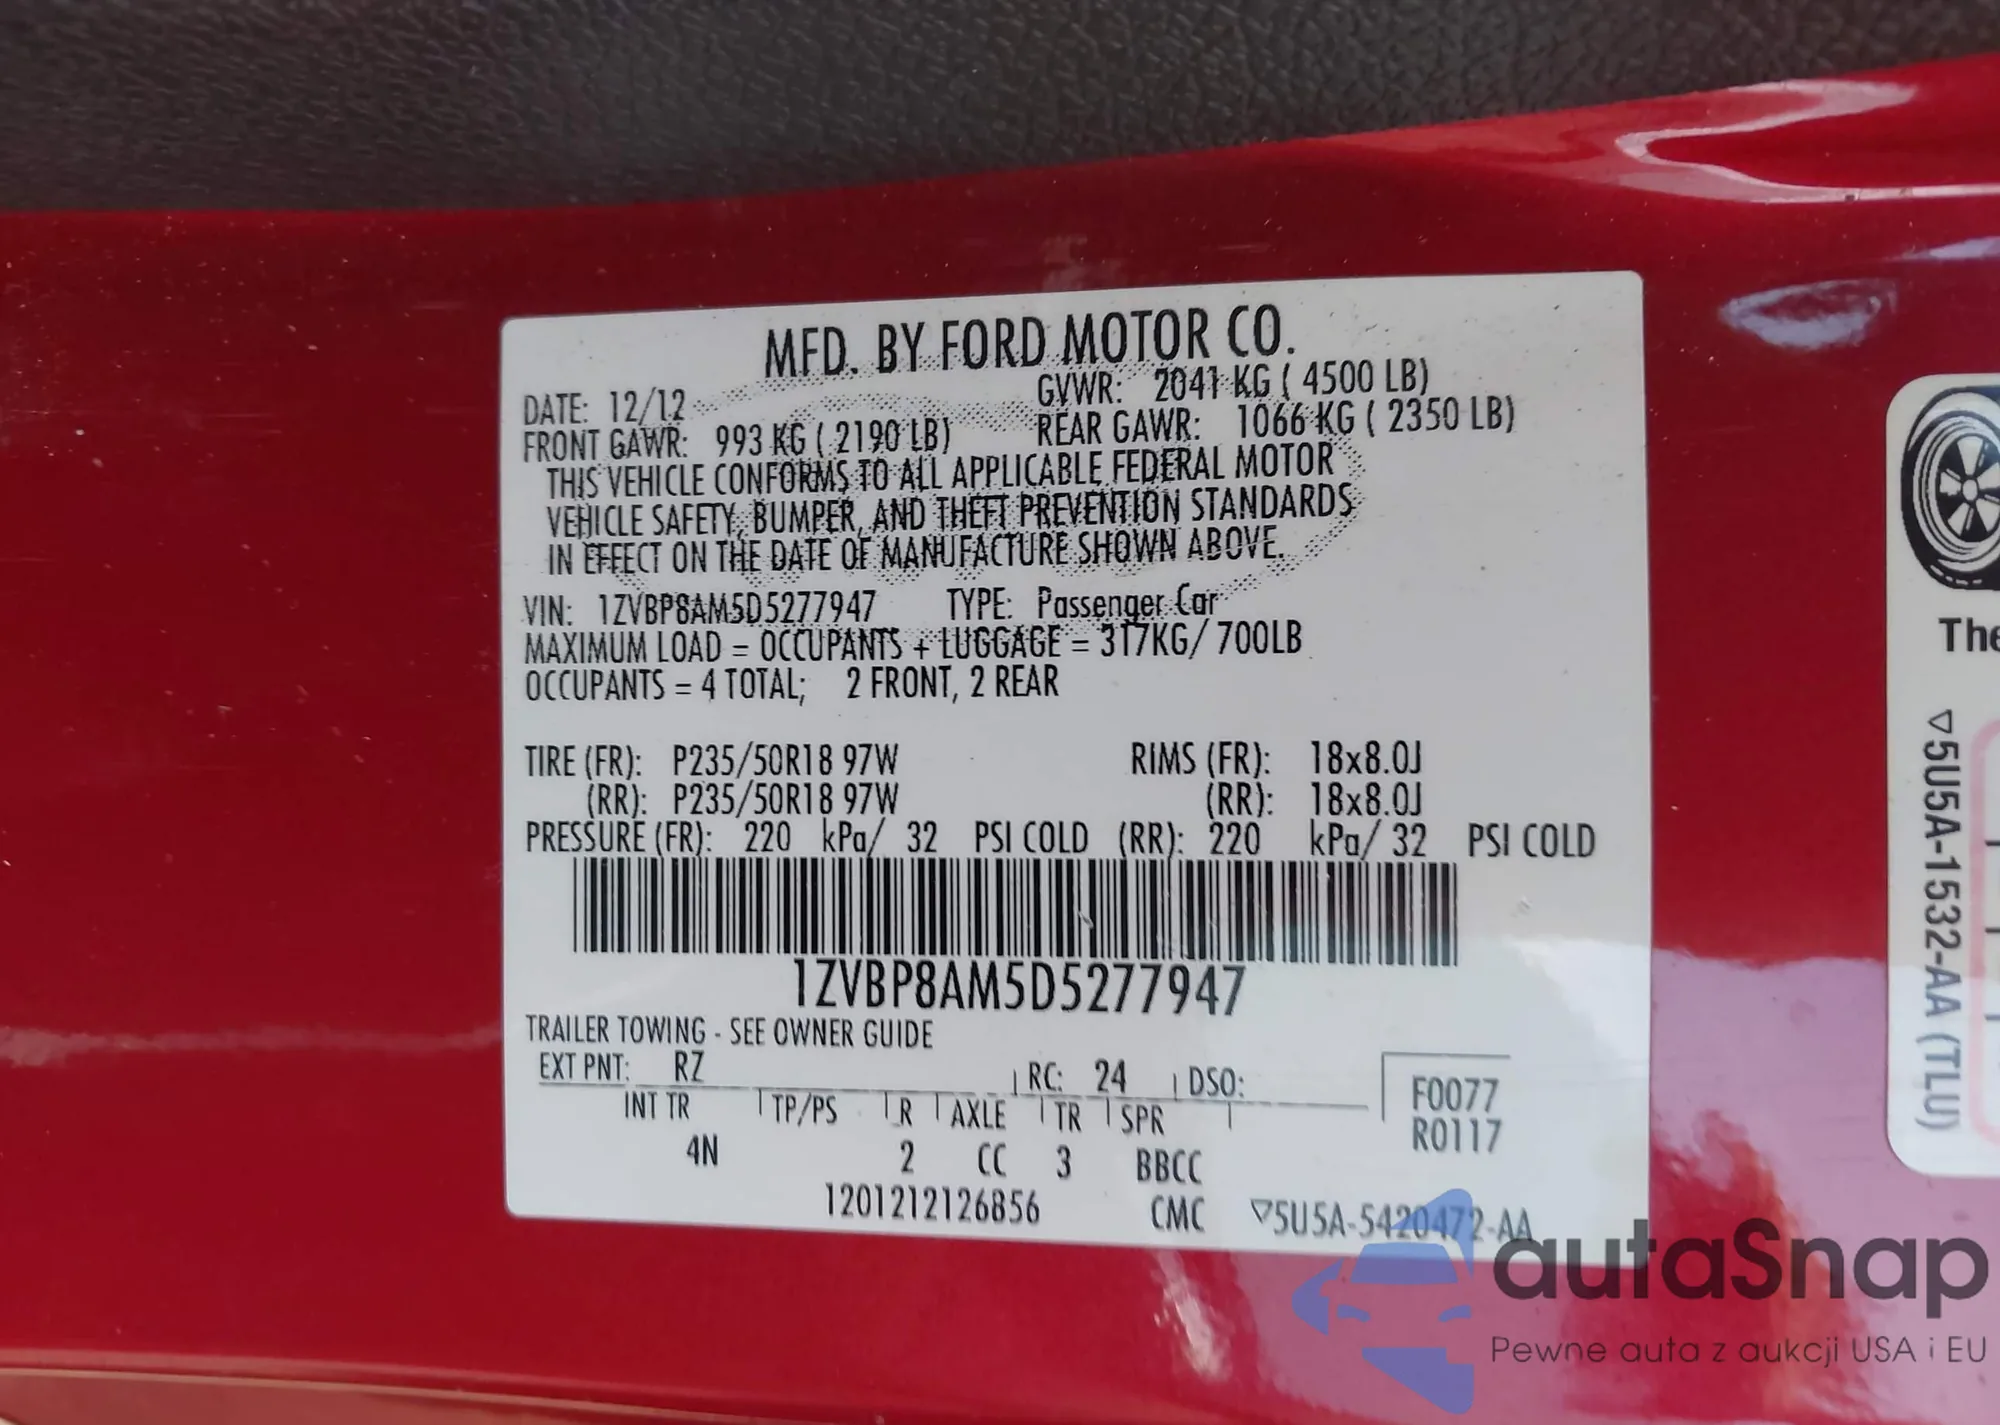 MFD. BY FORD MOTOR CO.
DATE: 12/12 GVWR: 2041 KG ( 4500 LB)
FRONT GAWR: 993 KG ( 2190 LB) REAR GAWR: 1066 KG ( 2350 LB)
THIS VEHICLE CONFORMS TO ALL APPLICABLE FEDERAL MOTOR
VEHICLE SAFETY, BUMPER, AND THEFT PREVENTION STANDARDS
IN EFFECT ON THE DATE OF MANUFACTURE SHOWN ABOVE.
VIN: 1ZVBP8AM5D5277947 TYPE: Passenger Car
MAXIMUM LOAD = OCCUPANTS + LUGGAGE = 317KG/ 700LB
OCCUPANTS = 4 TOTAL; 2 FRONT, 2 REAR
TIRE (FR): P235/50R18 97W RIMS (FR): 18x8.0J
(RR): P235/50R18 97W (RR): 18x8.0J
PRESSURE (FR): 220 kPa/ 32 PSI COLD (RR): 220 kPa/ 32 PSI COLD
1ZVBP8AM5D5277947
TRAILER TOWING - SEE OWNER GUIDE
EXT PNT: RZ RC: 24 DSO: F0077
INT TR TP/PS R AXLE TR SPR R0117
4N 2 CC 3 BBCC
1201212126856 CMC ▽5U5A-5420472-AA
The
▽5U5A-1532-AA (TLU)
autaSnap
Pewne auta z aukcji USA i EU